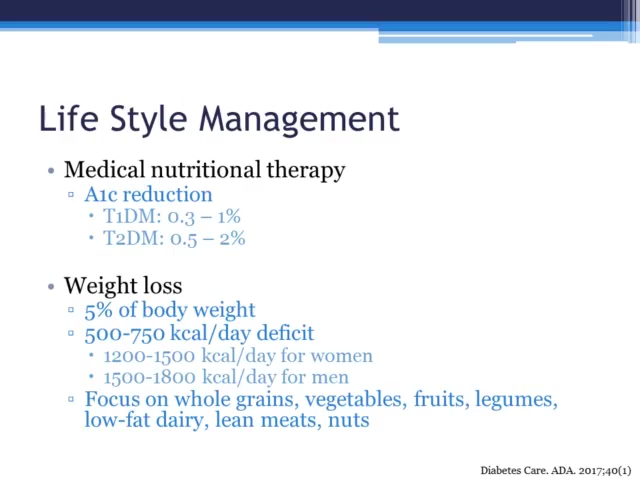 Life Style Management
• Medical nutritional therapy
▫ A1c reduction
▪ T1DM: 0.3 – 1%
▪ T2DM: 0.5 – 2%
• Weight loss
▫ 5% of body weight
▫ 500-750 kcal/day deficit
▪ 1200-1500 kcal/day for women
▪ 1500-1800 kcal/day for men
▫ Focus on whole grains, vegetables, fruits, legumes,
low-fat dairy, lean meats, nuts
Diabetes Care. ADA. 2017;40(1)